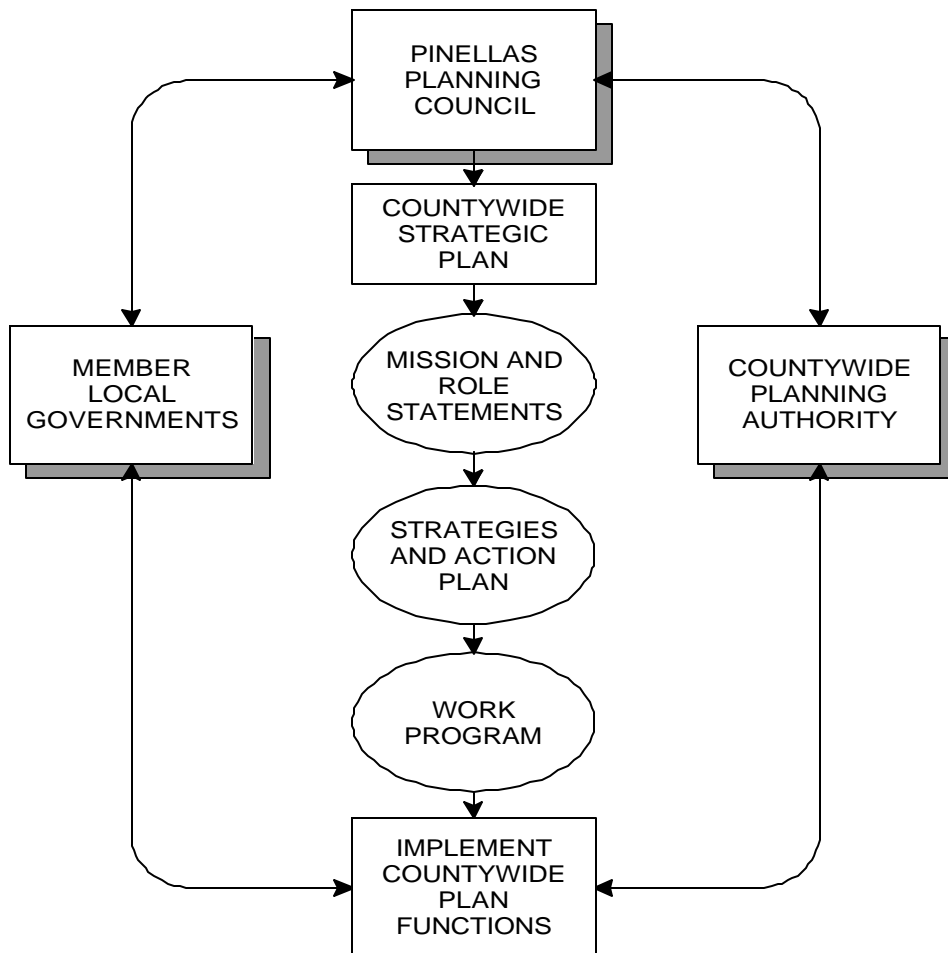 PINELLAS
PLANNING
COUNCIL
COUNTYWIDE
STRATEGIC
PLAN
MEMBER
LOCAL
GOVERNMENTS
MISSION AND
ROLE
STATEMENTS
COUNTYWIDE
PLANNING
AUTHORITY
STRATEGIES
AND ACTION
PLAN
WORK
PROGRAM
IMPLEMENT
COUNTYWIDE
PLAN
FUNCTIONS